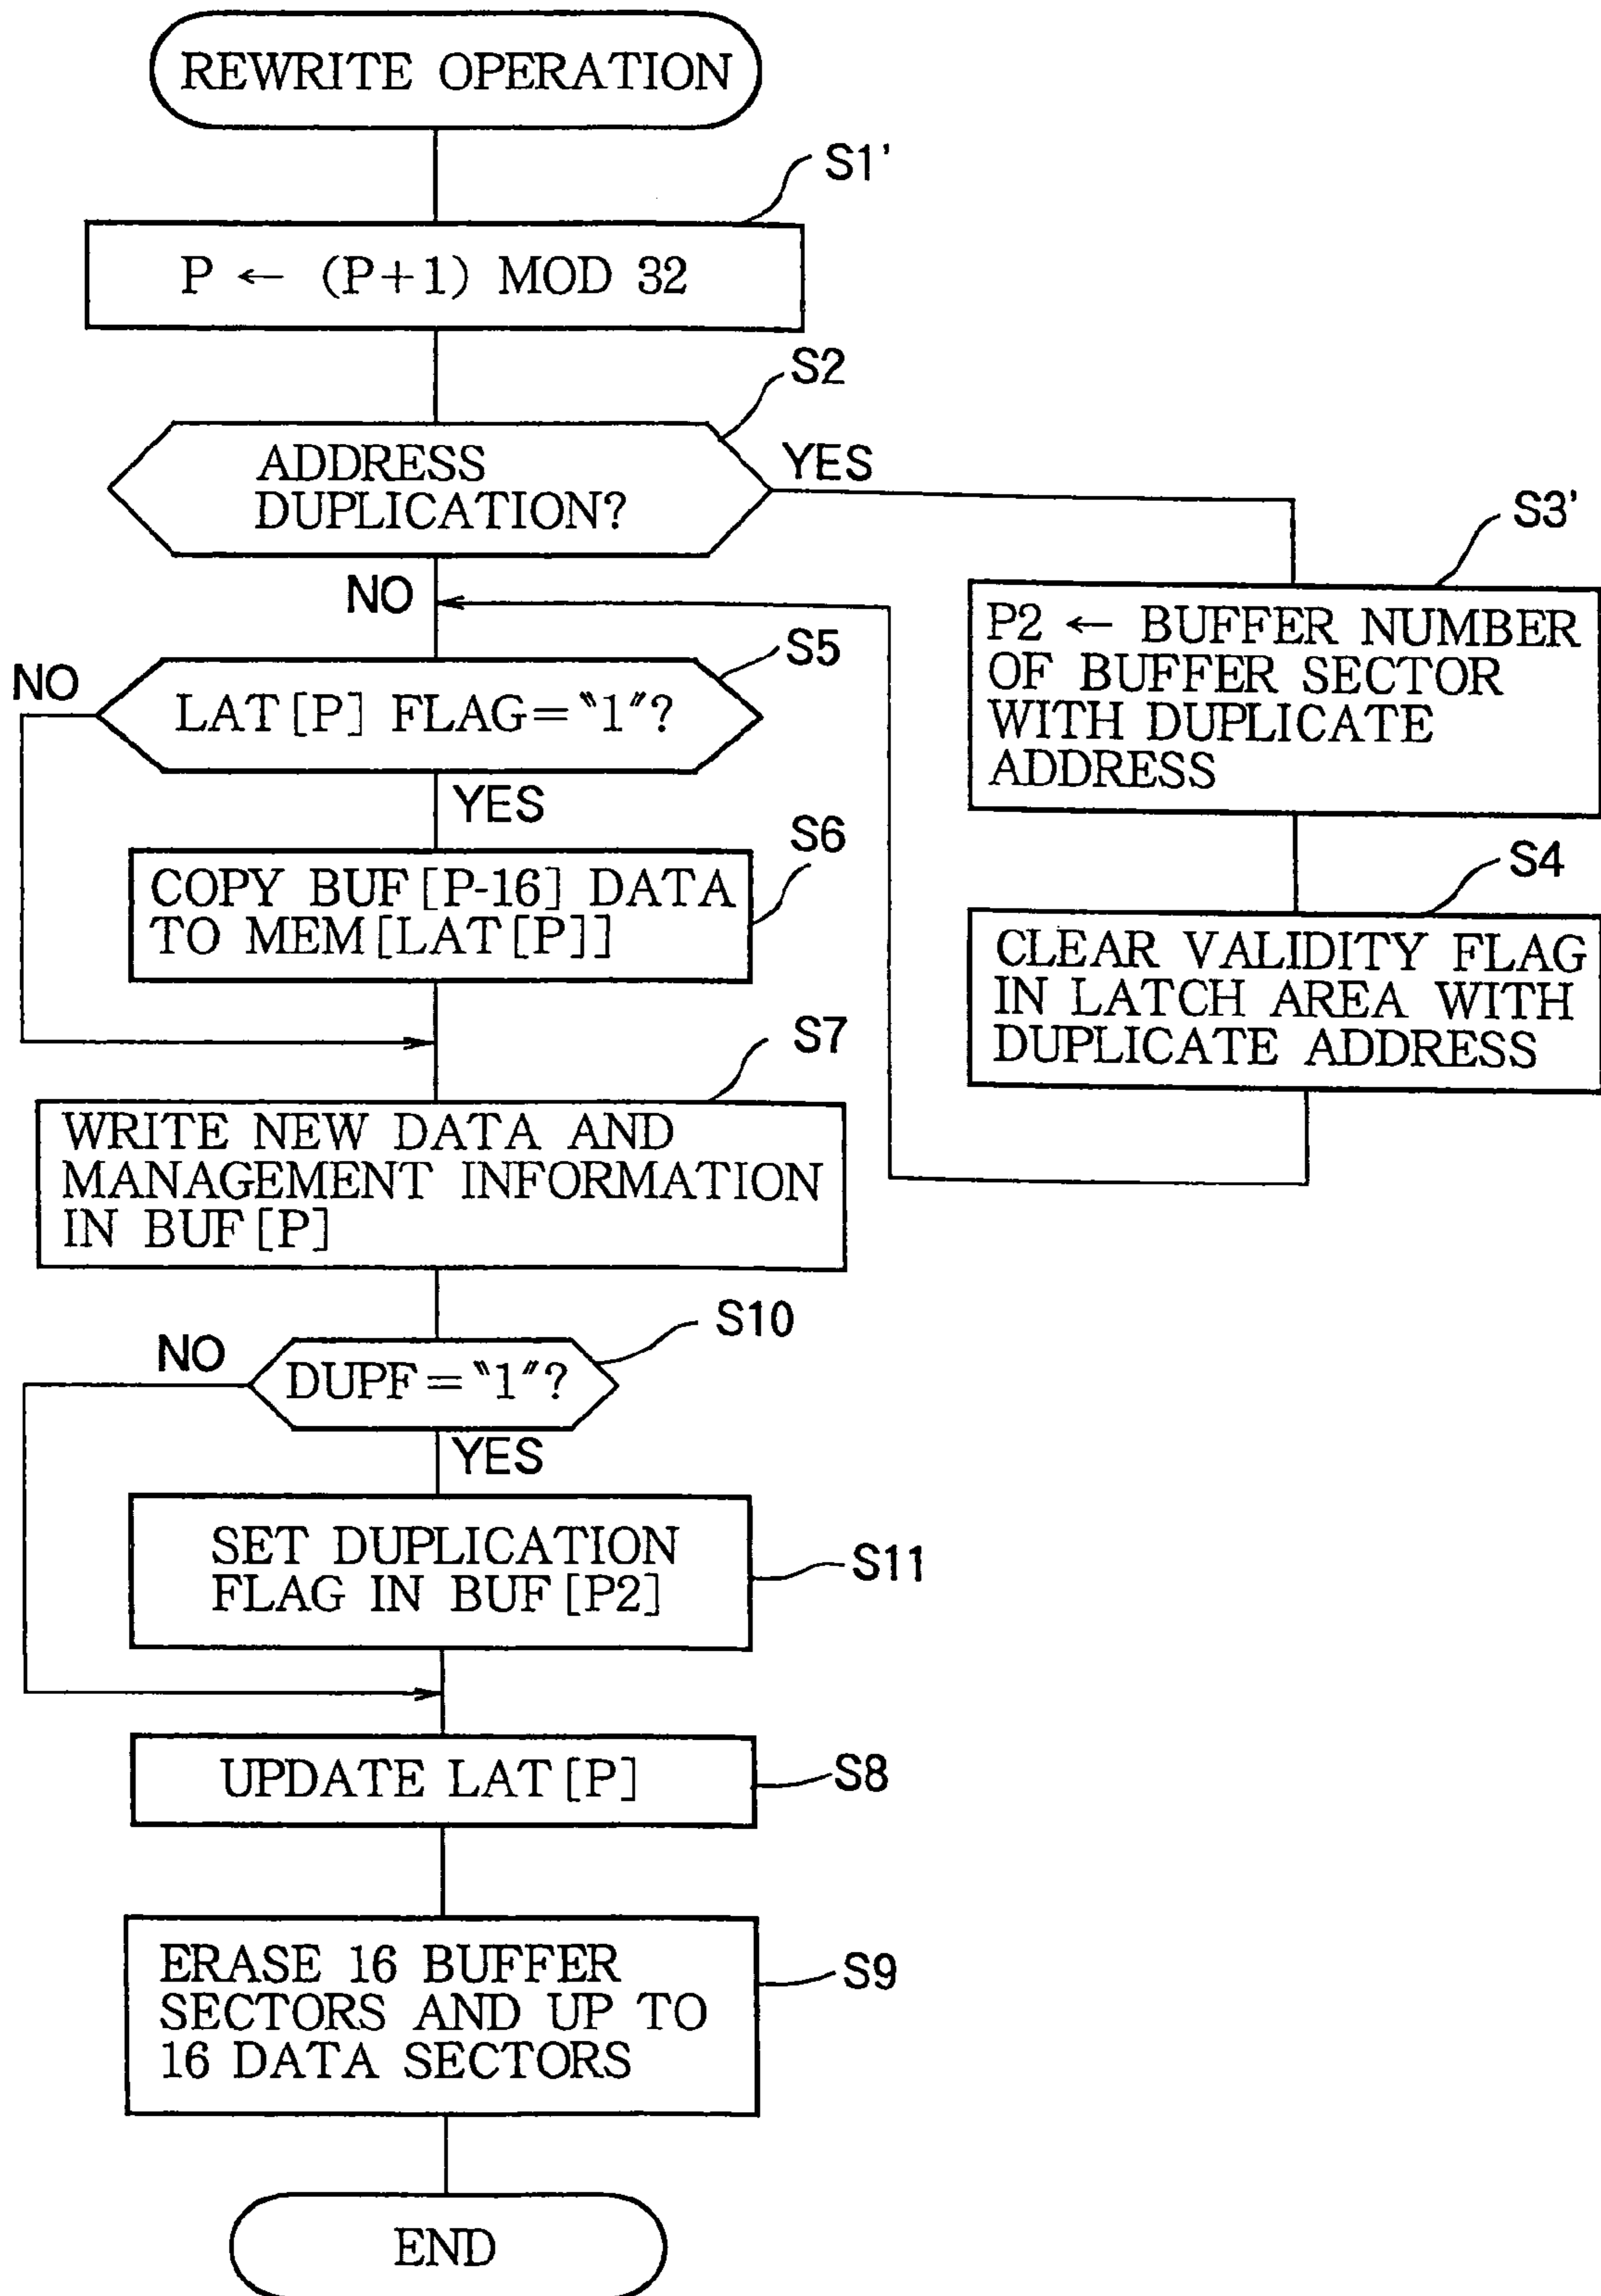 REWRITE OPERATION
S1'
P ← (P+1) MOD 32
S2
ADDRESS
DUPLICATION?
YES
NO
S3'
P2 ← BUFFER NUMBER
OF BUFFER SECTOR
WITH DUPLICATE
ADDRESS
S4
CLEAR VALIDITY FLAG
IN LATCH AREA WITH
DUPLICATE ADDRESS
S5
NO
LAT[P] FLAG=〝1〞?
YES
S6
COPY BUF[P-16] DATA
TO MEM[LAT[P]]
S7
WRITE NEW DATA AND
MANAGEMENT INFORMATION
IN BUF[P]
S10
NO
DUPF=〝1〞?
YES
SET DUPLICATION
FLAG IN BUF[P2]
S11
UPDATE LAT[P]
S8
ERASE 16 BUFFER
SECTORS AND UP TO
16 DATA SECTORS
S9
END